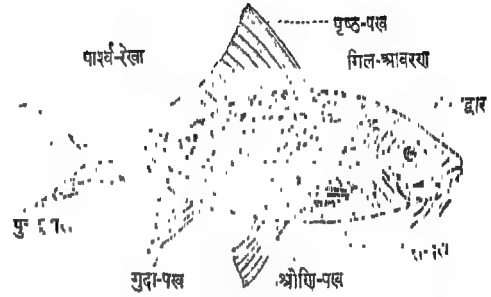 पृष्ठ-पख
पार्श्व-रेखा
गिल-आवरण
द्वार
गुदा-पख
श्रोणि-पख